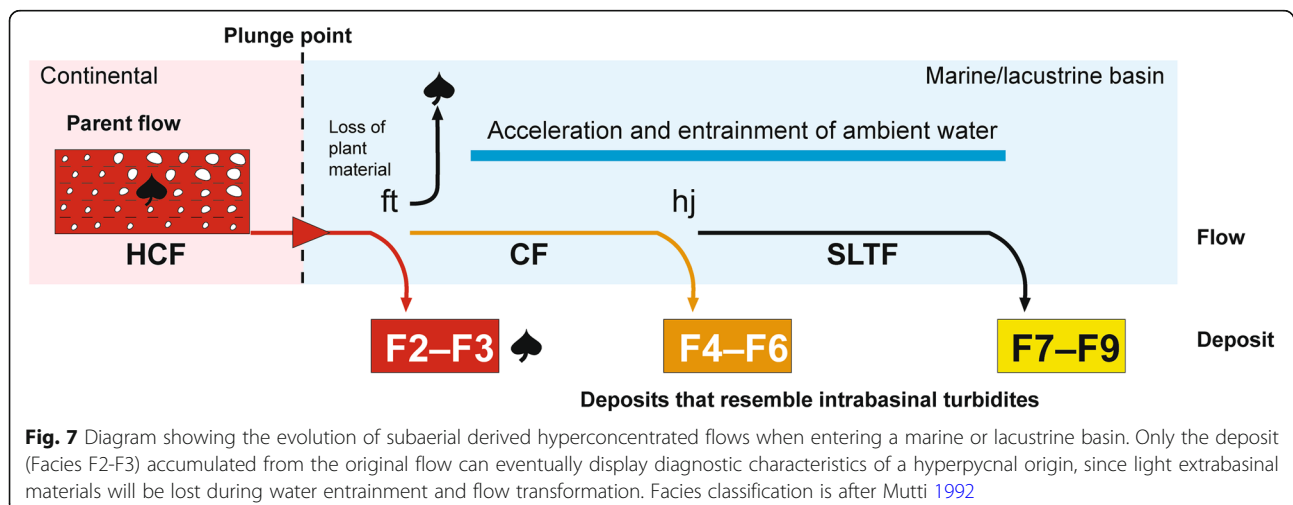 Plunge point
Continental
Marine/lacustrine basin
Parent flow
Loss of
plant
material
Acceleration and entrainment of ambient water
ft
hj
HCF
CF
SLTF
Flow
F2–F3
F4–F6
F7–F9
Deposit
Deposits that resemble intrabasinal turbidites
Fig. 7 Diagram showing the evolution of subaerial derived hyperconcentrated flows when entering a marine or lacustrine basin. Only the deposit
(Facies F2-F3) accumulated from the original flow can eventually display diagnostic characteristics of a hyperpycnal origin, since light extrabasinal
materials will be lost during water entrainment and flow transformation. Facies classification is after Mutti 1992